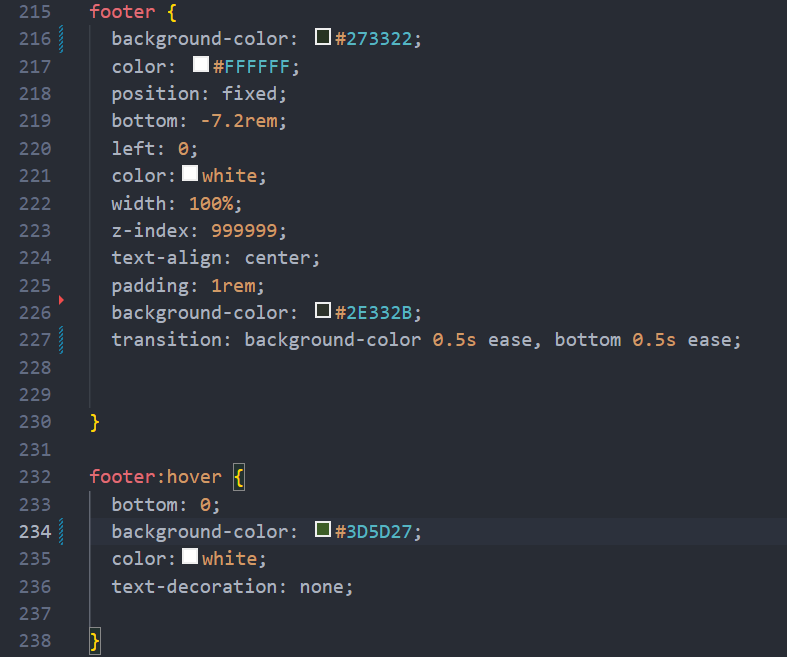 215 footer {
216 background-color: #273322;
217 color: #FFFFFF;
218 position: fixed;
219 bottom: -7.2rem;
220 left: 0;
221 color: white;
222 width: 100%;
223 z-index: 999999;
224 text-align: center;
225 padding: 1rem;
226 background-color: #2E332B;
227 transition: background-color 0.5s ease, bottom 0.5s ease;
228
229
230 }
231
232 footer:hover {
233 bottom: 0;
234 background-color: #3D5D27;
235 color: white;
236 text-decoration: none;
237
238 }